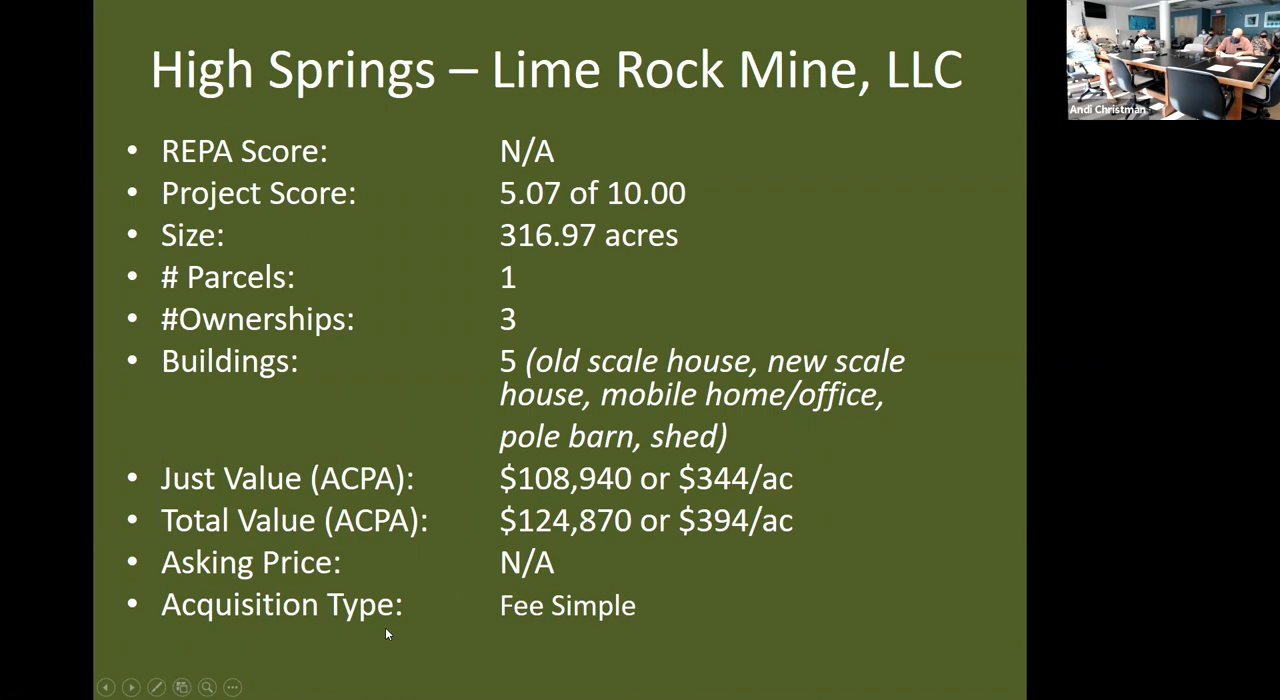 High Springs – Lime Rock Mine, LLC
• REPA Score: N/A
• Project Score: 5.07 of 10.00
• Size: 316.97 acres
• # Parcels: 1
• #Ownerships: 3
• Buildings: 5 (old scale house, new scale
house, mobile home/office,
pole barn, shed)
• Just Value (ACPA): $108,940 or $344/ac
• Total Value (ACPA): $124,870 or $394/ac
• Asking Price: N/A
• Acquisition Type: Fee Simple
Andi Christman